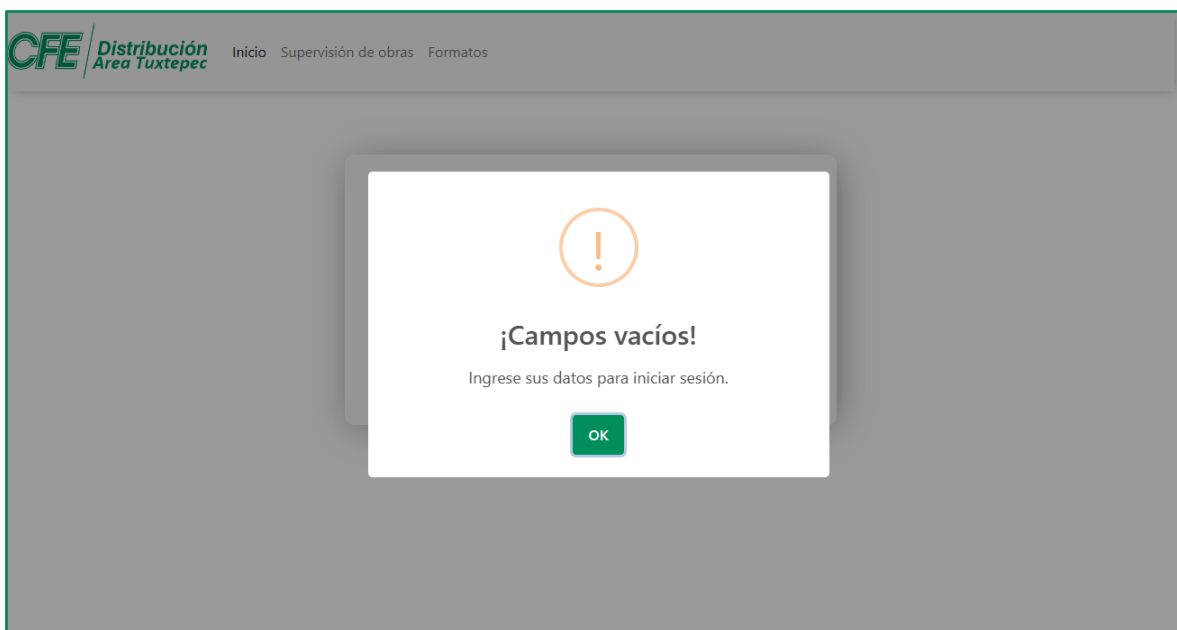 CFE Distribución
Area Tuxtepec
Inicio Supervisión de obras Formatos
!
¡Campos vacíos!
Ingrese sus datos para iniciar sesión.
OK